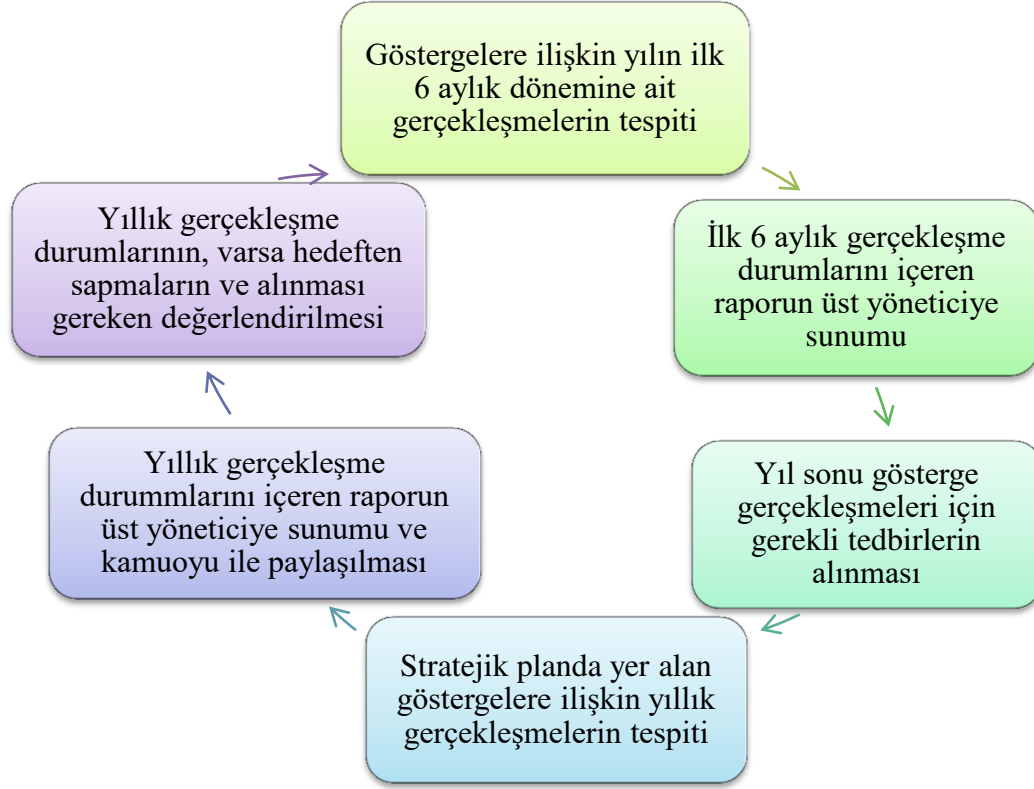 Göstergelere ilişkin yılın ilk
6 aylık dönemine ait
gerçekleşmelerin tespiti
İlk 6 aylık gerçekleşme
durumlarını içeren
raporun üst yöneticiye
sunumu
Yıl sonu gösterge
gerçekleşmeleri için
gerekli tedbirlerin
alınması
Stratejik planda yer alan
göstergelere ilişkin yıllık
gerçekleşmelerin tespiti
Yıllık gerçekleşme
durummlarını içeren raporun
üst yöneticiye sunumu ve
kamuoyu ile paylaşılması
Yıllık gerçekleşme
durumlarının, varsa hedeften
sapmaların ve alınması
gereken değerlendirilmesi